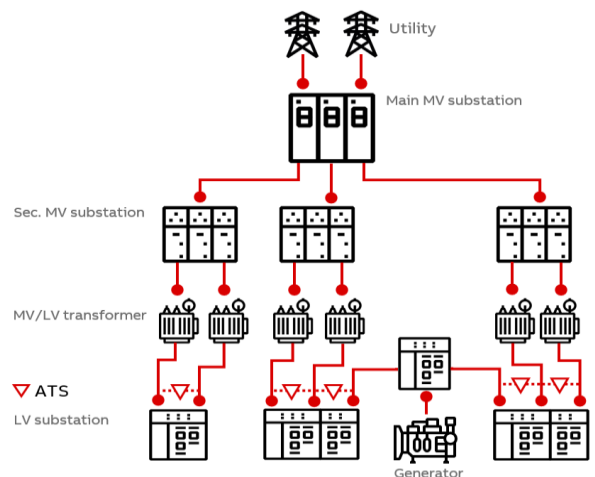 Utility
Main MV substation
Sec. MV substation
MV/LV transformer
ATS
LV substation
Generator